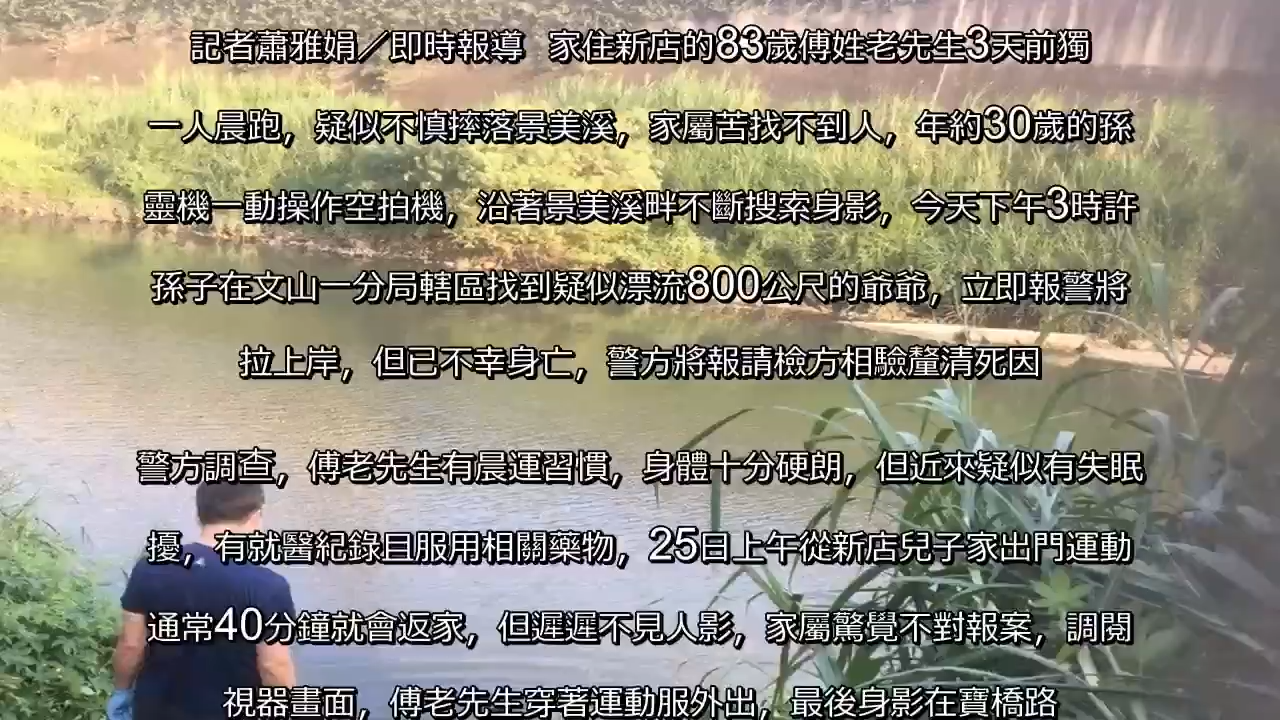 記者蕭雅娟／即時報導 家住新店的83歲傅姓老先生3天前獨
一人晨跑，疑似不慎摔落景美溪，家屬苦找不到人，年約30歲的孫
靈機一動操作空拍機，沿著景美溪畔不斷搜索身影，今天下午3時許
孫子在文山一分局轄區找到疑似漂流800公尺的爺爺，立即報警將
拉上岸，但已不幸身亡，警方將報請檢方相驗釐清死因
警方調查，傅老先生有晨運習慣，身體十分硬朗，但近來疑似有失眠
擾，有就醫紀錄且服用相關藥物，25日上午從新店兒子家出門運動
通常40分鐘就會返家，但遲遲不見人影，家屬驚覺不對報案，調閱
視器畫面，傅老先生穿著運動服外出，最後身影在寶橋路